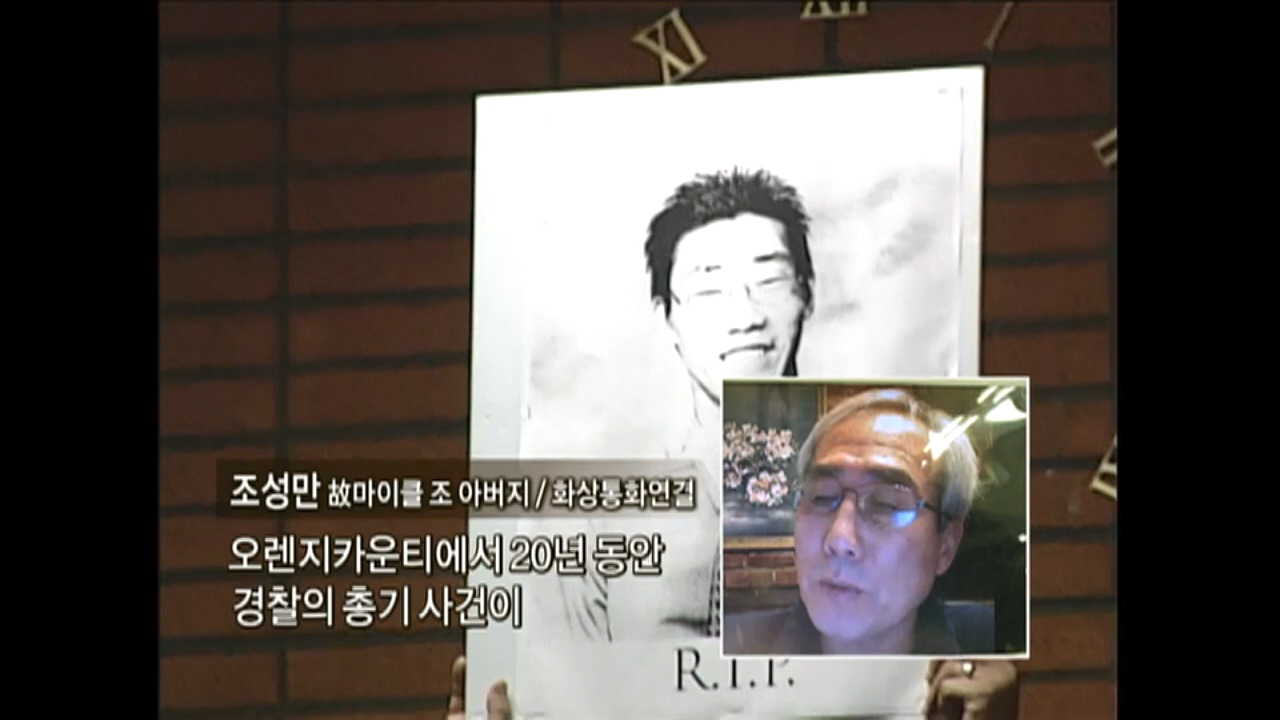 XI
XII
조성만 故마이클 조 아버지 / 화상통화연결
오렌지카운티에서 20년 동안
경찰의 총기 사건이
R.I.P.